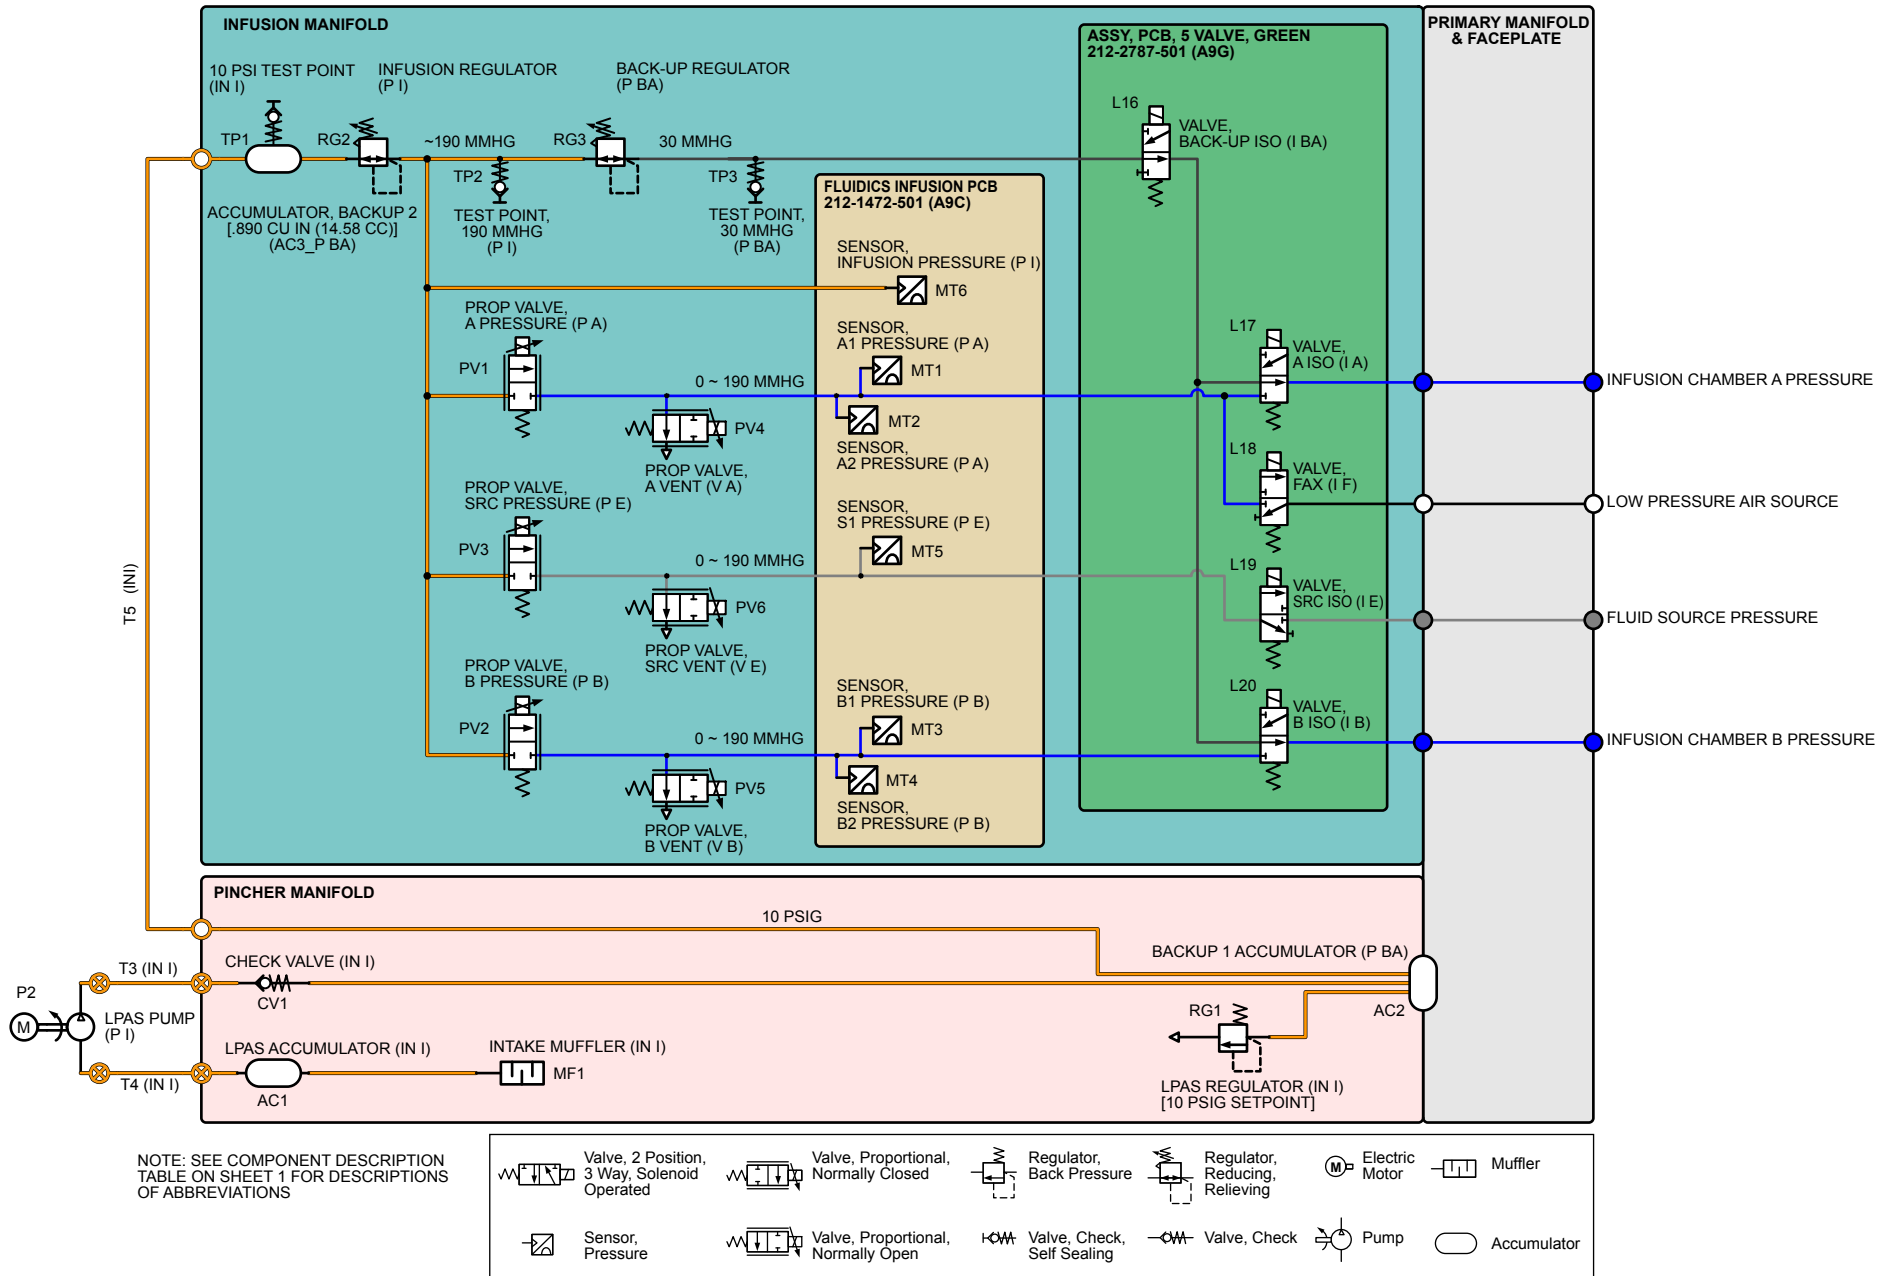 INFUSION MANIFOLD
PRIMARY MANIFOLD
& FACEPLATE
ASSY, PCB, 5 VALVE, GREEN
212-2787-501 (A9G)
10 PSI TEST POINT
(IN I)
INFUSION REGULATOR
(P I)
BACK-UP REGULATOR
(P BA)
TP1
RG2
~190 MMHG
RG3
30 MMHG
L16
VALVE,
BACK-UP ISO (I BA)
TP2
TP3
ACCUMULATOR, BACKUP 2
[.890 CU IN (14.58 CC)]
(AC3_P BA)
TEST POINT,
190 MMHG
(P I)
TEST POINT,
30 MMHG
(P BA)
FLUIDICS INFUSION PCB
212-1472-501 (A9C)
SENSOR,
INFUSION PRESSURE (P I)
MT6
PROP VALVE,
A PRESSURE (P A)
PV1
0 ~ 190 MMHG
SENSOR,
A1 PRESSURE (P A)
MT1
MT2
SENSOR,
A2 PRESSURE (P A)
PV4
PROP VALVE,
A VENT (V A)
L17
VALVE,
A ISO (I A)
INFUSION CHAMBER A PRESSURE
L18
VALVE,
FAX (I F)
LOW PRESSURE AIR SOURCE
PROP VALVE,
SRC PRESSURE (P E)
PV3
0 ~ 190 MMHG
SENSOR,
S1 PRESSURE (P E)
MT5
PV6
PROP VALVE,
SRC VENT (V E)
L19
VALVE,
SRC ISO (I E)
FLUID SOURCE PRESSURE
PROP VALVE,
B PRESSURE (P B)
PV2
0 ~ 190 MMHG
SENSOR,
B1 PRESSURE (P B)
MT3
MT4
SENSOR,
B2 PRESSURE (P B)
PV5
PROP VALVE,
B VENT (V B)
L20
VALVE,
B ISO (I B)
INFUSION CHAMBER B PRESSURE
T5 (INI)
PINCHER MANIFOLD
10 PSIG
BACKUP 1 ACCUMULATOR (P BA)
AC2
T3 (IN I)
CHECK VALVE (IN I)
CV1
P2
M
LPAS PUMP
(P I)
RG1
LPAS REGULATOR (IN I)
[10 PSIG SETPOINT]
LPAS ACCUMULATOR (IN I)
AC1
INTAKE MUFFLER (IN I)
MF1
T4 (IN I)
NOTE: SEE COMPONENT DESCRIPTION
TABLE ON SHEET 1 FOR DESCRIPTIONS
OF ABBREVIATIONS
Valve, 2 Position,
3 Way, Solenoid
Operated
Valve, Proportional,
Normally Closed
Regulator,
Back Pressure
Regulator,
Reducing,
Relieving
M
Electric
Motor
Muffler
Sensor,
Pressure
Valve, Proportional,
Normally Open
Valve, Check,
Self Sealing
Valve, Check
Pump
Accumulator